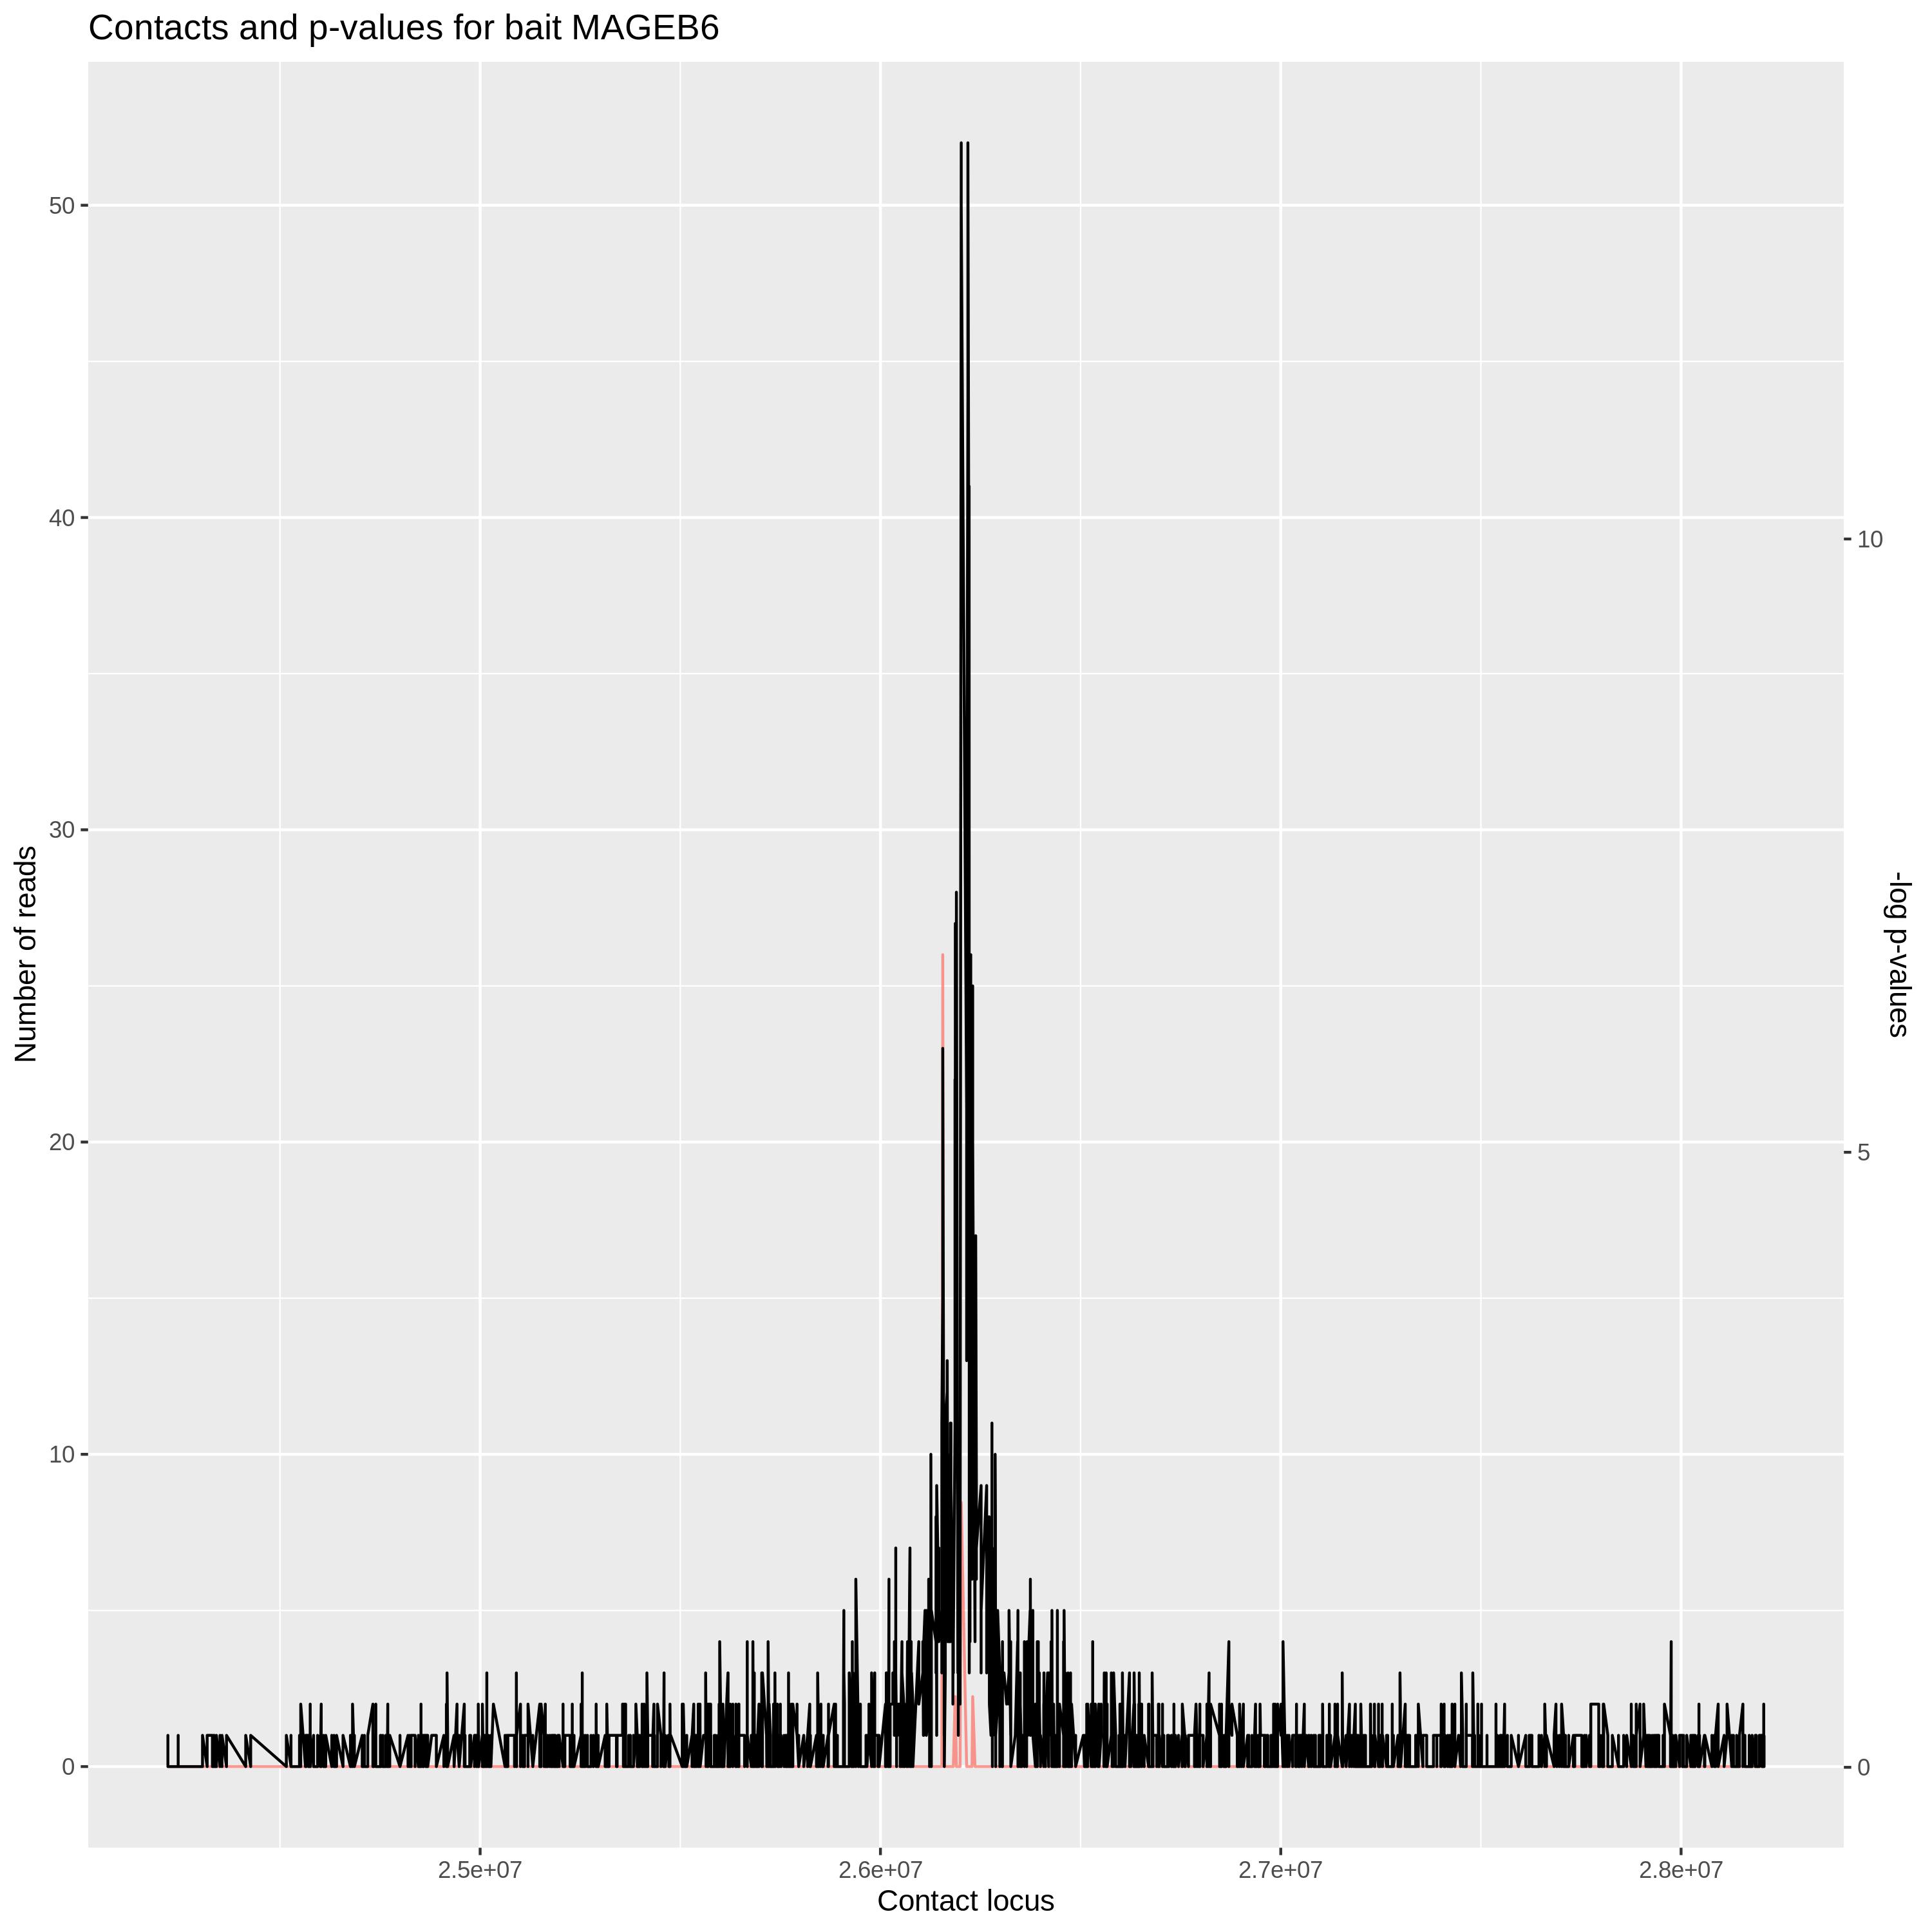 Contacts and p-values for bait MAGEB6
50
40
30
20
10
0
Number of reads
10
5
0
-log p-values
2.5e+07
2.6e+07
2.7e+07
2.8e+07
Contact locus